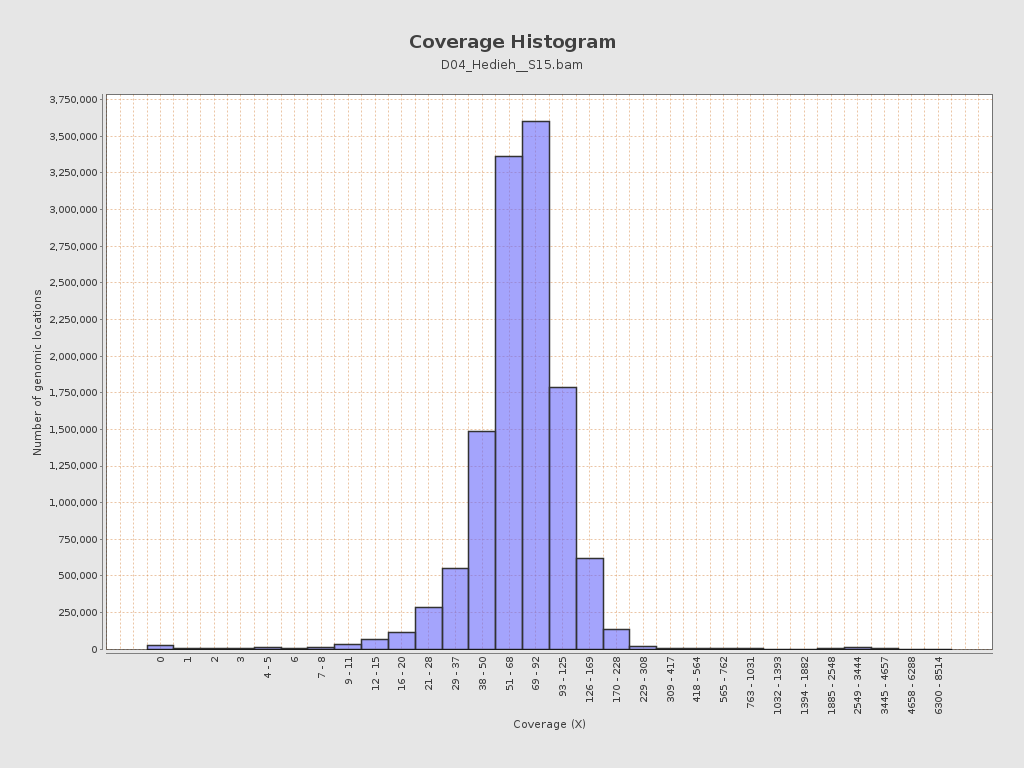 Coverage Histogram
D04_Hedieh__S15.bam
3,750,000
3,500,000
3,250,000
3,000,000
2,750,000
2,500,000
2,250,000
2,000,000
1,750,000
1,500,000
1,250,000
1,000,000
750,000
500,000
250,000
0
Number of genomic locations
0
1
2
3
4 - 5
6
7 - 8
9 - 11
12 - 15
16 - 20
21 - 28
29 - 37
38 - 50
51 - 68
69 - 92
93 - 125
126 - 169
170 - 228
229 - 308
309 - 417
418 - 564
565 - 762
763 - 1031
1032 - 1393
1394 - 1882
1885 - 2548
2549 - 3444
3445 - 4657
4658 - 6288
6300 - 8514
Coverage (X)